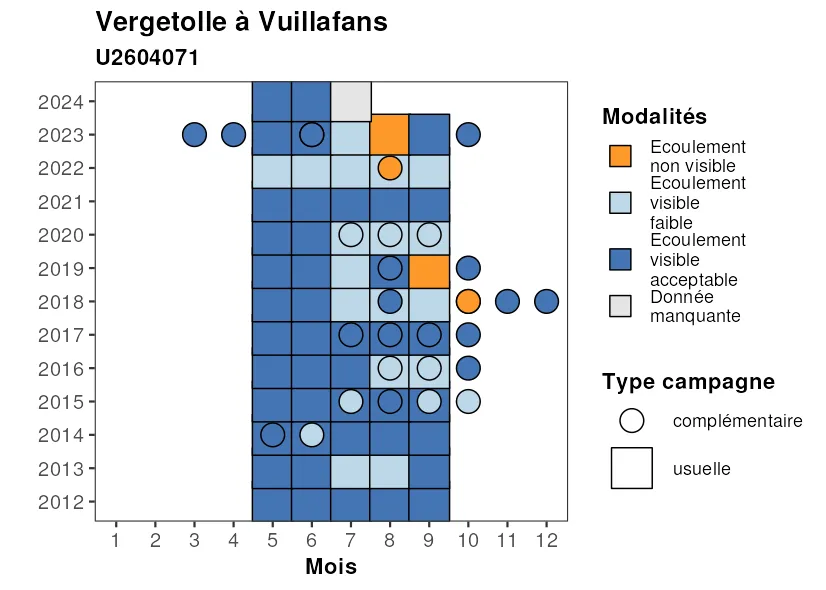 Vergetolle à Vuillafans
U2604071
2024
2023
2022
2021
2020
2019
2018
2017
2016
2015
2014
2013
2012
1 2 3 4 5 6 7 8 9 10 11 12
Mois
Modalités
Ecoulement
non visible
Ecoulement
visible
faible
Ecoulement
visible
acceptable
Donnée
manquante
Type campagne
complémentaire
usuelle